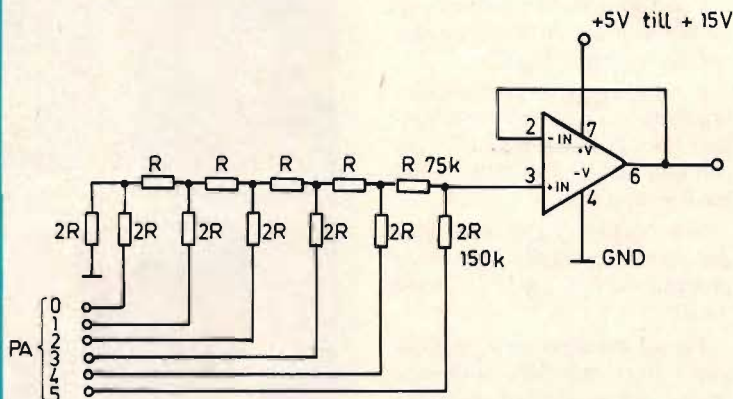 +5V till + 15V
2 - IN 7
+V
R R R R R 75k
3 + IN -V 6
4
2R 2R 2R 2R 2R 2R 2R
150k
GND
PA
0
1
2
3
4
5